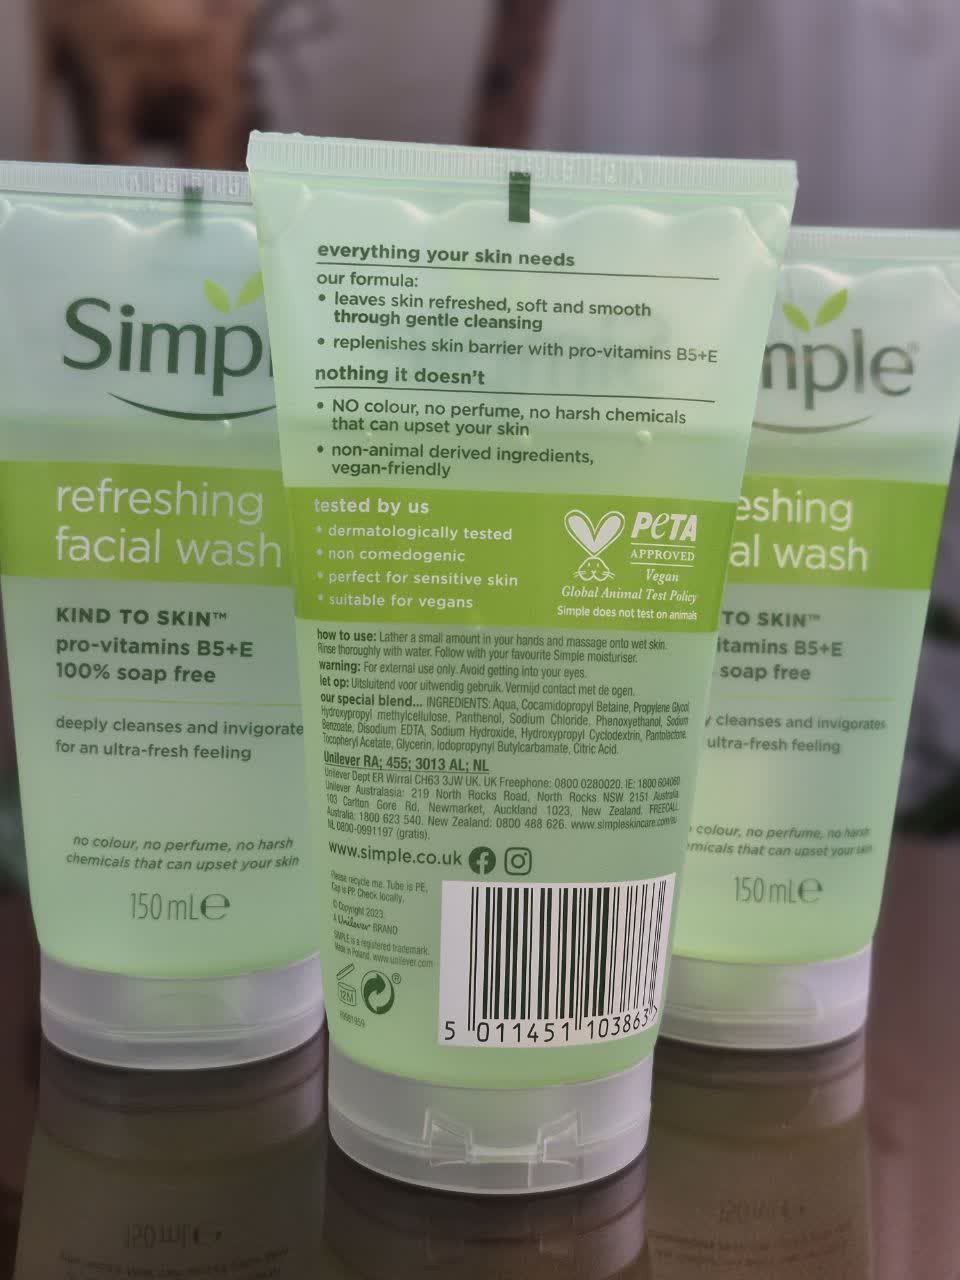 Simpl
refreshing
facial wash
KIND TO SKIN™
pro-vitamins B5+E
100% soap free
deeply cleanses and invigorate
for an ultra-fresh feeling
no colour, no perfume, no harsh
chemicals that can upset your skin
150 mL℮
everything your skin needs
our formula:
• leaves skin refreshed, soft and smooth
through gentle cleansing
• replenishes skin barrier with pro-vitamins B5+E
nothing it doesn't
• NO colour, no perfume, no harsh chemicals
that can upset your skin
• non-animal derived ingredients,
vegan-friendly
tested by us
• dermatologically tested
• non comedogenic
• perfect for sensitive skin
• suitable for vegans
PETA
APPROVED
Vegan
Global Animal Test Policy
Simple does not test on animals
how to use: Lather a small amount in your hands and massage onto wet skin.
Rinse thoroughly with water. Follow with your favourite Simple moisturiser.
warning: For external use only. Avoid getting into your eyes.
let op: Uitsluitend voor uitwendig gebruik. Vermijd contact met de ogen.
our special blend... INGREDIENTS: Aqua, Cocamidopropyl Betaine, Propylene Glycol,
Hydroxypropyl methylcellulose, Panthenol, Sodium Chloride, Phenoxyethanol, Sodium
Benzoate, Disodium EDTA, Sodium Hydroxide, Hydroxypropyl Cyclodextrin, Pantolactone,
Tocopheryl Acetate, Glycerin, Iodopropynyl Butylcarbamate, Citric Acid.
Unilever RA; 455; 3013 AL; NL
Unilever Dept ER Wirral CH63 3JW UK. UK Freephone: 0800 0280020. IE: 1800 604060
Unilever Australasia: 219 North Rocks Road, North Rocks NSW 2151 Australia
103 Carlton Gore Rd, Newmarket, Auckland 1023, New Zealand. FREECALL
Australia: 1800 623 540. New Zealand: 0800 488 626. www.simpleskincare.com/au
NL 0800-0991197 (gratis).
www.simple.co.uk
Please recycle me. Tube is PE,
Cap is PP. Check locally.
© Copyright 2023
A Unilever BRAND
SIMPLE is a registered trademark.
Made in Poland. www.unilever.com
12M
®
5 011451 103863
mple®
eshing
al wash
TO SKIN™
itamins B5+E
soap free
y cleanses and invigorates
ultra-fresh feeling
colour, no perfume, no harsh
emicals that can upset your skin
150 mL℮